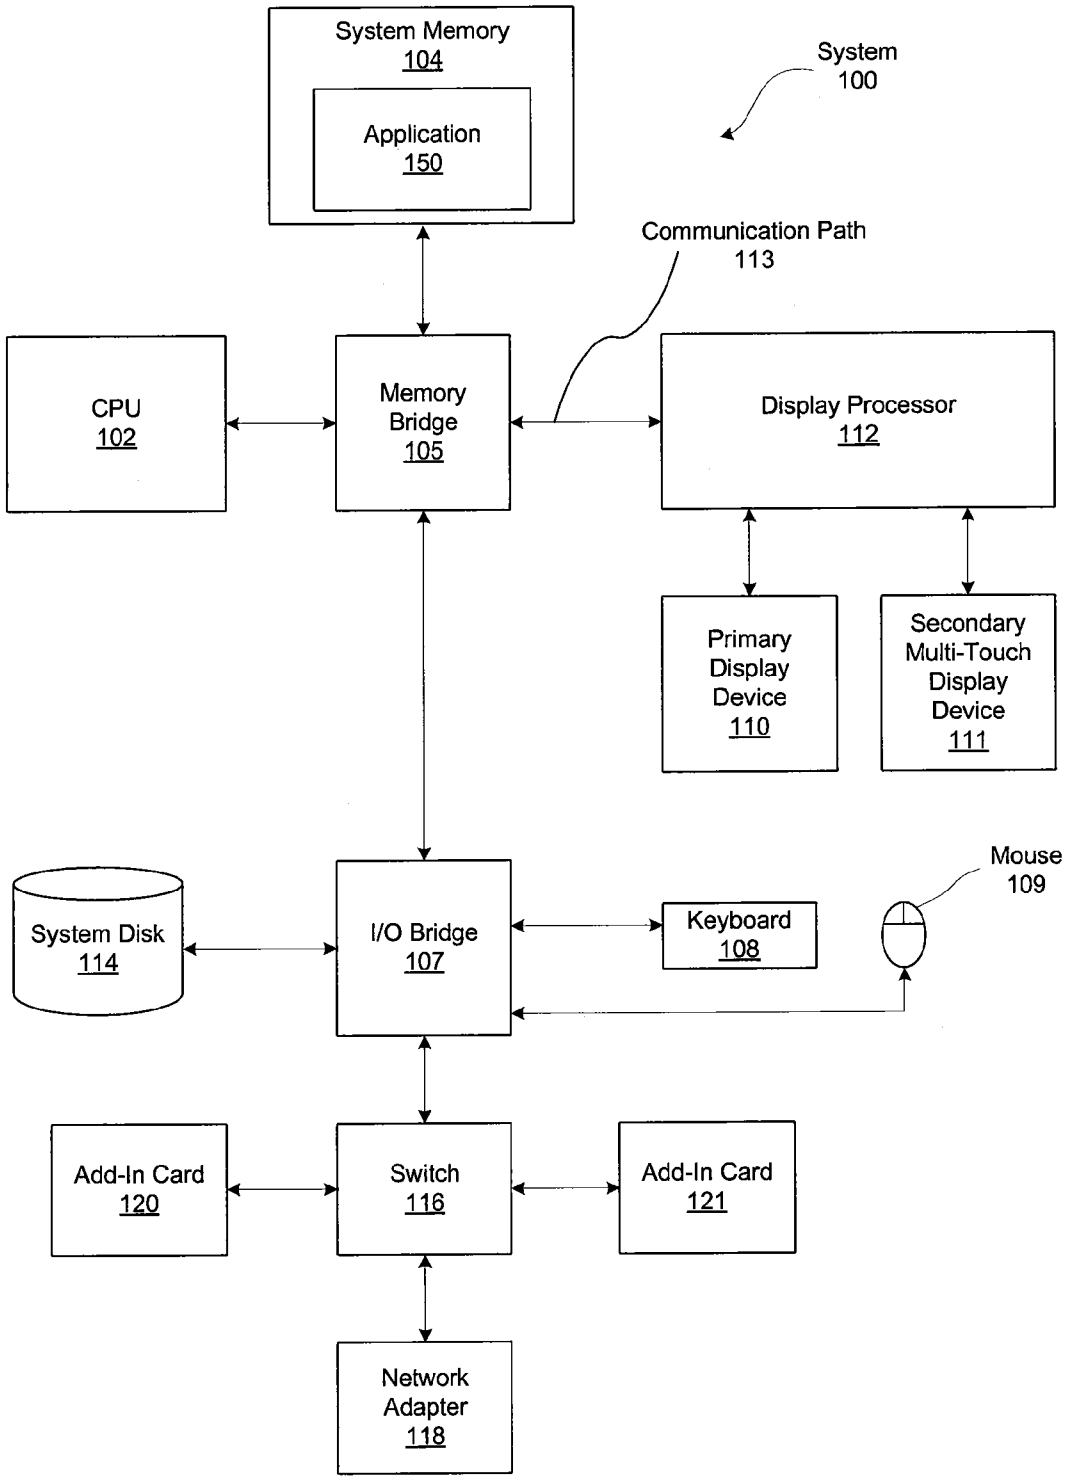 System Memory
104
Application
150
System
100
Communication Path
113
CPU
102
Memory
Bridge
105
Display Processor
112
Primary
Display
Device
110
Secondary
Multi-Touch
Display
Device
111
System Disk
114
I/O Bridge
107
Keyboard
108
Mouse
109
Add-In Card
120
Switch
116
Add-In Card
121
Network
Adapter
118